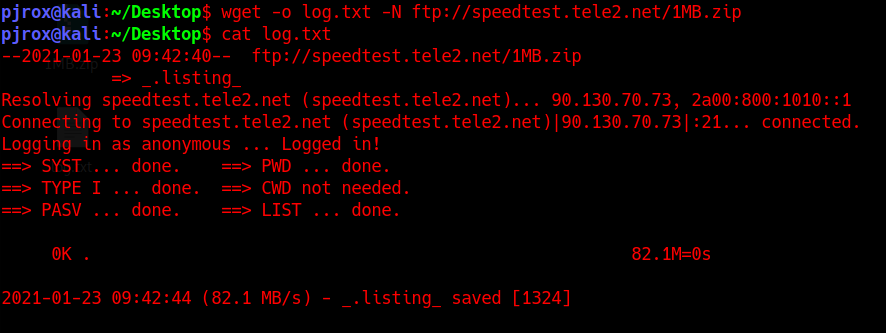 pjrox@kali:~/Desktop$ wget -o log.txt -N ftp://speedtest.tele2.net/1MB.zip
pjrox@kali:~/Desktop$ cat log.txt
--2021-01-23 09:42:40--  ftp://speedtest.tele2.net/1MB.zip
1MB.zip
           => _.listing_
Resolving speedtest.tele2.net (speedtest.tele2.net)... 90.130.70.73, 2a00:800:1010::1
Connecting to speedtest.tele2.net (speedtest.tele2.net)|90.130.70.73|:21... connected.
Logging in as anonymous ... Logged in!
==> SYST ... done.    ==> PWD ... done.
==> TYPE I ... done.  ==> CWD not needed.
==> PASV ... done.    ==> LIST ... done.
     0K .                                                      82.1M=0s
2021-01-23 09:42:44 (82.1 MB/s) - _.listing_ saved [1324]